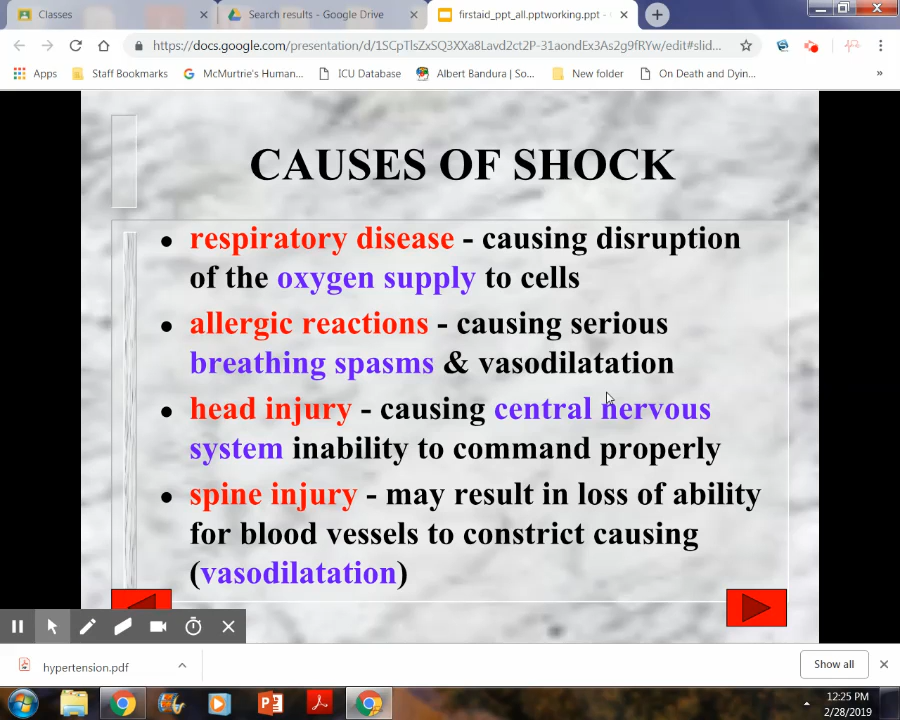 Classes
Search results - Google Drive
firstaid_ppt_all.pptworking.ppt -
https://docs.google.com/presentation/d/1SCpTlsZxSQ3XXa8Lavd2ct2P-31aondEx3As2g9fRYw/edit#slid...
Apps
Staff Bookmarks
McMurtrie's Human...
ICU Database
Albert Bandura | So...
New folder
On Death and Dyin...
»
CAUSES OF SHOCK
• respiratory disease - causing disruption
of the oxygen supply to cells
• allergic reactions - causing serious
breathing spasms & vasodilatation
• head injury - causing central nervous
system inability to command properly
• spine injury - may result in loss of ability
for blood vessels to constrict causing
(vasodilatation)
hypertension.pdf
Show all
12:25 PM
2/28/2019